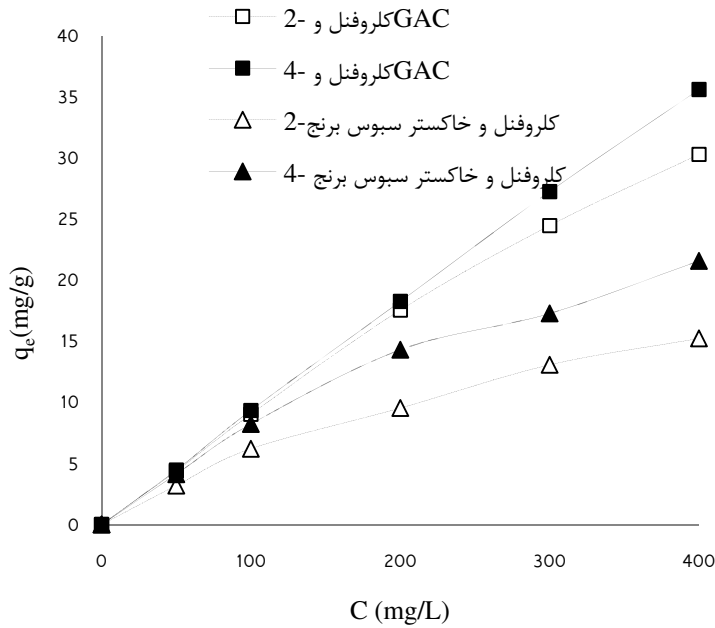 2- کلروفنل و GAC
4- کلروفنل و GAC
2-کلروفنل و خاکستر سبوس برنج
4- کلروفنل و خاکستر سبوس برنج
40
35
30
25
20
15
10
5
0
qe(mg/g)
0 100 200 300 400
C (mg/L)